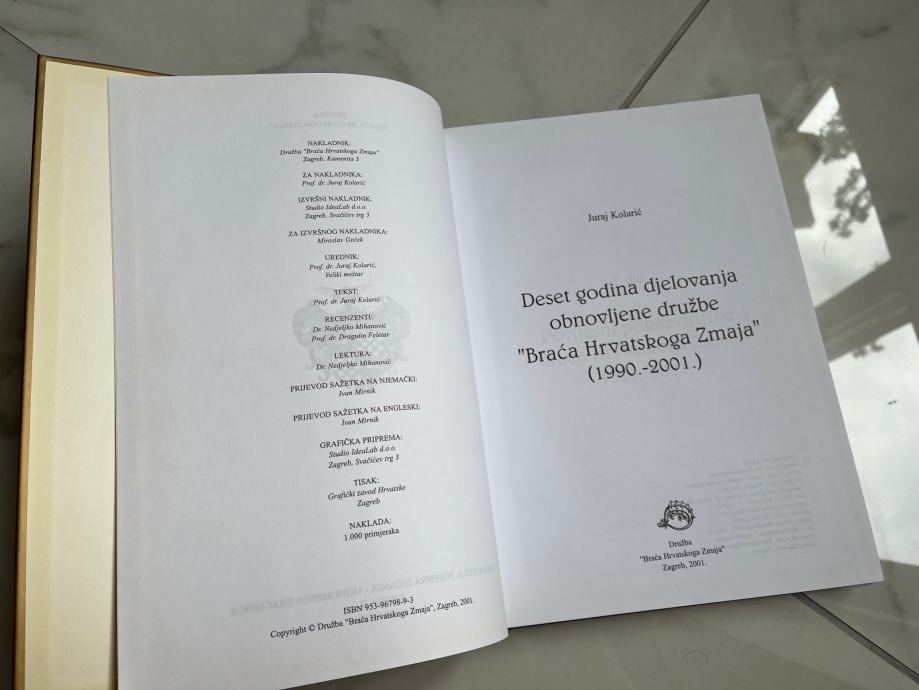 NAKLADNIK:
Družba "Braća Hrvatskoga Zmaja"
Zagreb, Kamenita 3
ZA NAKLADNIKA:
Prof. dr. Juraj Kolarić
IZVRŠNI NAKLADNIK:
Studio IdeaLab d.o.o.
Zagreb, Svačićev trg 3
ZA IZVRŠNOG NAKLADNIKA:
Miroslav Geček
UREDNIK:
Prof. dr. Juraj Kolarić,
Veliki meštar
TEKST:
Prof. dr. Juraj Kolarić
RECENZENTI:
Dr. Nedjeljko Mihanović
Prof. dr. Dragutin Feletar
LEKTURA:
Dr. Nedjeljko Mihanović
PRIJEVOD SAŽETKA NA NJEMAČKI:
Ivan Mirnik
PRIJEVOD SAŽETKA NA ENGLESKI:
Ivan Mirnik
GRAFIČKA PRIPREMA:
Studio IdeaLab d.o.o.
Zagreb, Svačićev trg 3
TISAK:
Grafički zavod Hrvatske
Zagreb
NAKLADA:
1.000 primjeraka
ISBN 953-96798-9-3
Copyright © Družba "Braća Hrvatskoga Zmaja", Zagreb, 2001.
Juraj Kolarić
Deset godina djelovanja
obnovljene družbe
"Braća Hrvatskoga Zmaja"
(1990.-2001.)
Družba
"Braća Hrvatskoga Zmaja"
Zagreb, 2001.